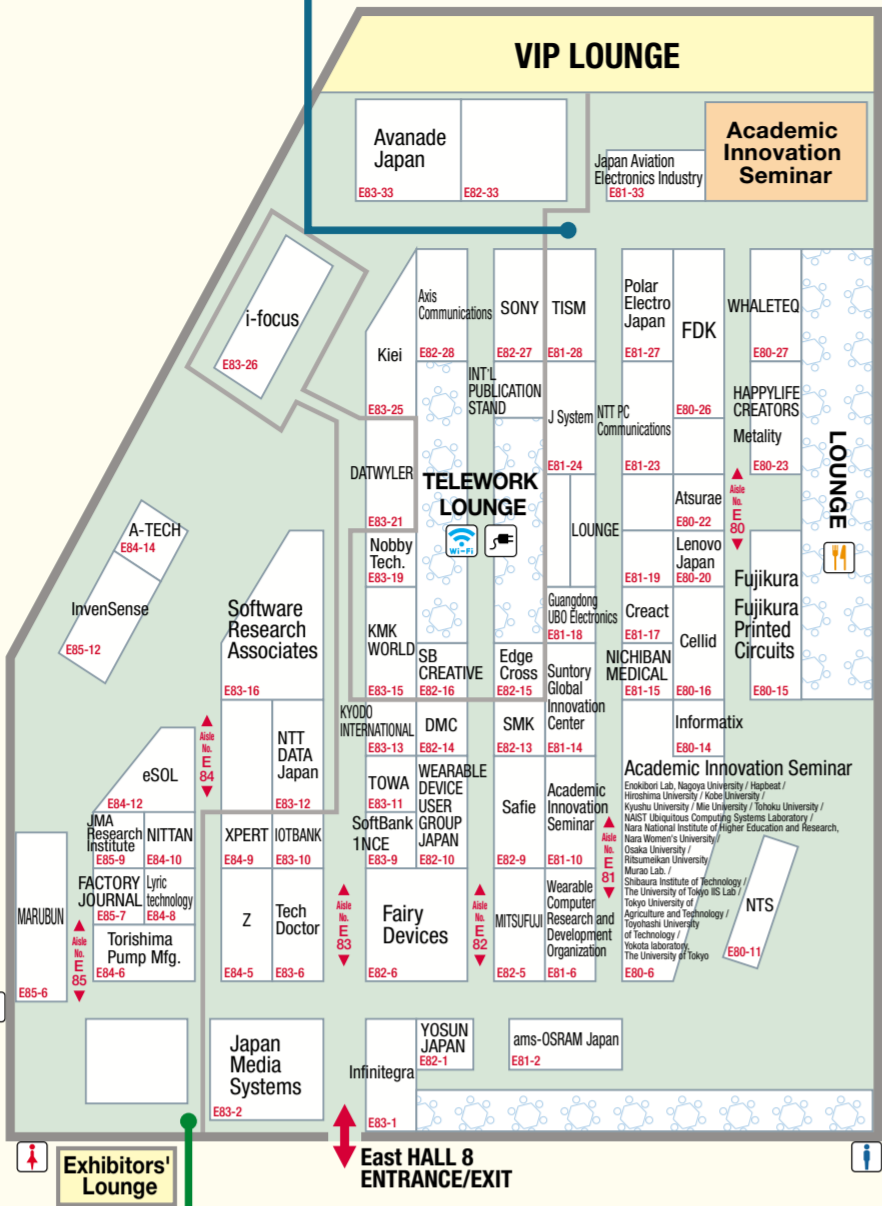 VIP LOUNGE
Avanade
Japan
E83-33
E82-33
Japan Aviation
Electronics Industry
E81-33
Academic
Innovation
Seminar
i-focus
E83-26
Kiei
E83-25
Axis
Communications
E82-28
SONY
E82-27
TISM
E81-28
Polar
Electro
Japan
E81-27
FDK
E80-26
WHALETEQ
E80-27
INT'L
PUBLICATION
STAND
J System
E81-24
NTT PC
Communications
E81-23
HAPPYLIFE
CREATORS
Metality
E80-23
LOUNGE
DATWYLER
E83-21
TELEWORK
LOUNGE
Wi-Fi
LOUNGE
Atsurae
E80-22
Aisle
No.
E
80
A-TECH
E84-14
InvenSense
E85-12
Software
Research
Associates
E83-16
Nobby
Tech.
E83-19
E81-19
Lenovo
Japan
E80-20
Fujikura
Fujikura
Printed
Circuits
E80-15
KMK
WORLD
E83-15
SB
CREATIVE
E82-16
Edge
Cross
E82-15
Guangdong
UBO Electronics
E81-18
Creact
E81-17
Cellid
E80-16
Suntory
Global
Innovation
Center
E81-14
NICHIBAN
MEDICAL
E81-15
Informatix
E80-14
Aisle
No.
E
84
NTT
DATA
Japan
E83-12
KYODO
INTERNATIONAL
E83-13
DMC
E82-14
SMK
E82-13
eSOL
E84-12
TOWA
E83-11
WEARABLE
DEVICE
USER
GROUP
JAPAN
E82-10
Safie
E82-9
Academic
Innovation
Seminar
E81-10
Academic Innovation Seminar
Enokibori Lab, Nagoya University / Hapbeat /
Hiroshima University / Kobe University /
Kyushu University / Mie University / Tohoku University /
NAIST Ubiquitous Computing Systems Laboratory /
Nara National Institute of Higher Education and Research,
Nara Women's University /
Osaka University /
Ritsumeikan University
Murao Lab. /
Shibaura Institute of Technology /
The University of Tokyo IIS Lab /
Tokyo University of
Agriculture and Technology /
Toyohashi University
of Technology /
Yokota laboratory,
The University of Tokyo
E80-6
NTS
E80-11
JMA
Research
Institute
E85-9
NITTAN
E84-10
XPERT
E84-9
IOTBANK
E83-10
SoftBank
1NCE
E83-9
Aisle
No.
E
81
MARUBUN
E85-6
FACTORY
JOURNAL
E85-7
Lyric
technology
E84-8
Torishima
Pump Mfg.
E84-6
Aisle
No.
E
85
Z
E84-5
Tech
Doctor
E83-6
Aisle
No.
E
83
Fairy
Devices
E82-6
Aisle
No.
E
82
MITSUFUJI
E82-5
Wearable
Computer
Research and
Development
Organization
E81-6
Japan
Media
Systems
E83-2
Infinitegra
E83-1
YOSUN
JAPAN
E82-1
ams-OSRAM Japan
E81-2
Exhibitors'
Lounge
East HALL 8
ENTRANCE/EXIT